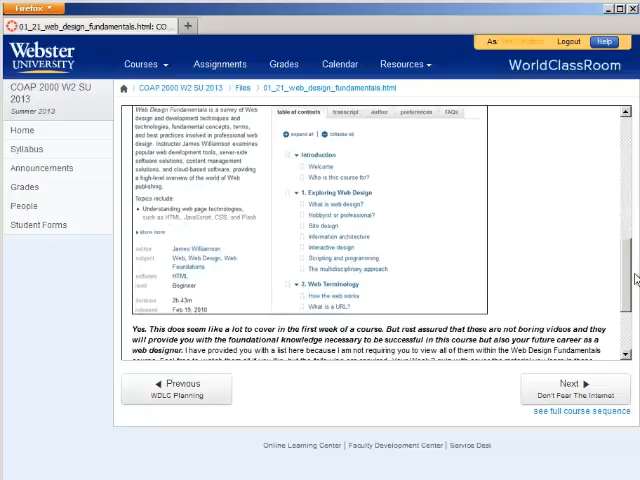 Firefox
01_21_web_design_fundamentals.html: CO...
Webster
UNIVERSITY
Courses
Assignments
Grades
Calendar
Resources
As:
Logout
Help
WorldClassRoom
COAP 2000 W2 SU
2013
Summer 2013
Home
Syllabus
Announcements
Grades
People
Student Forms
COAP 2000 W2 SU 2013
Files
01_21_web_design_fundamentals.html
Web Design Fundamentals is a survey of Web
design and development techniques and
technologies, fundamental concepts, terms,
and best practices involved in professional web
design. Instructor James Williamson examines
popular web development tools, server-side
software solutions, content management
solutions, and cloud-based software, providing
a high-level overview of the world of Web
publishing.
Topics include:
• Understanding web page technologies,
such as HTML, JavaScript, CSS, and Flash
show more
author James Williamson
subject Web, Web Design, Web
Foundations
software HTML
level Beginner
duration 2h 43m
released Feb 19, 2010
table of contents
transcript
author
preferences
FAQs
expand all | collapse all
Introduction
Welcome
Who is this course for?
1. Exploring Web Design
What is web design?
Hobbyist or professional?
Site design
Information architecture
Interactive design
Scripting and programming
The multidisciplinary approach
2. Web Terminology
How the web works
What is a URL?
Yes. This does seem like a lot to cover in the first week of a course. But rest assured that these are not boring videos and they
will provide you with the foundational knowledge necessary to be successful in this course but also your future career as a
web designer. I have provided you with a list here because I am not requiring you to view all of them within the Web Design Fundamentals
Previous
WDLC Planning
Next
Don't Fear The Internet
see full course sequence
Online Learning Center | Faculty Development Center | Service Desk